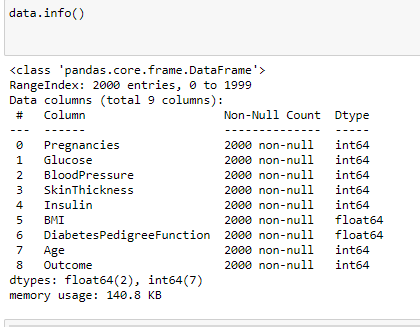 data.info()
<class 'pandas.core.frame.DataFrame'>
RangeIndex: 2000 entries, 0 to 1999
Data columns (total 9 columns):
 #   Column                    Non-Null Count  Dtype
---  ------                    --------------  -----
 0   Pregnancies               2000 non-null   int64
 1   Glucose                   2000 non-null   int64
 2   BloodPressure             2000 non-null   int64
 3   SkinThickness             2000 non-null   int64
 4   Insulin                   2000 non-null   int64
 5   BMI                       2000 non-null   float64
 6   DiabetesPedigreeFunction  2000 non-null   float64
 7   Age                       2000 non-null   int64
 8   Outcome                   2000 non-null   int64
dtypes: float64(2), int64(7)
memory usage: 140.8 KB